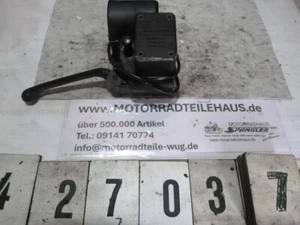 www.MOTORRADTEILEHAUS.de
über 500.000 Artikel
Tel.: 09141 70774
SPÄNGLER
info@motorradteile-wug.de
4 2 7 0 3 7